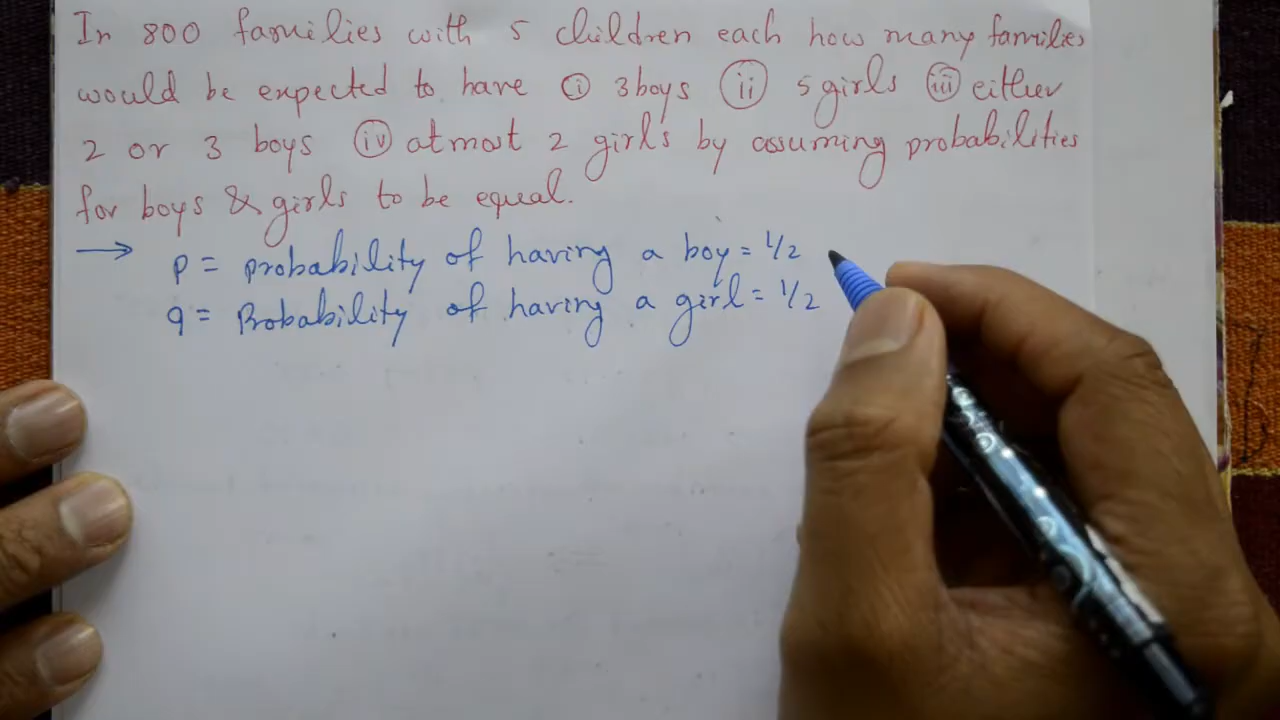 In 800 families with 5 children each how many families
would be expected to have (i) 3 boys (ii) 5 girls (iii) either
2 or 3 boys (iv) atmost 2 girls by assuming probabilities
for boys & girls to be equal.
→ p = probability of having a boy = 1/2
q = Probability of having a girl = 1/2